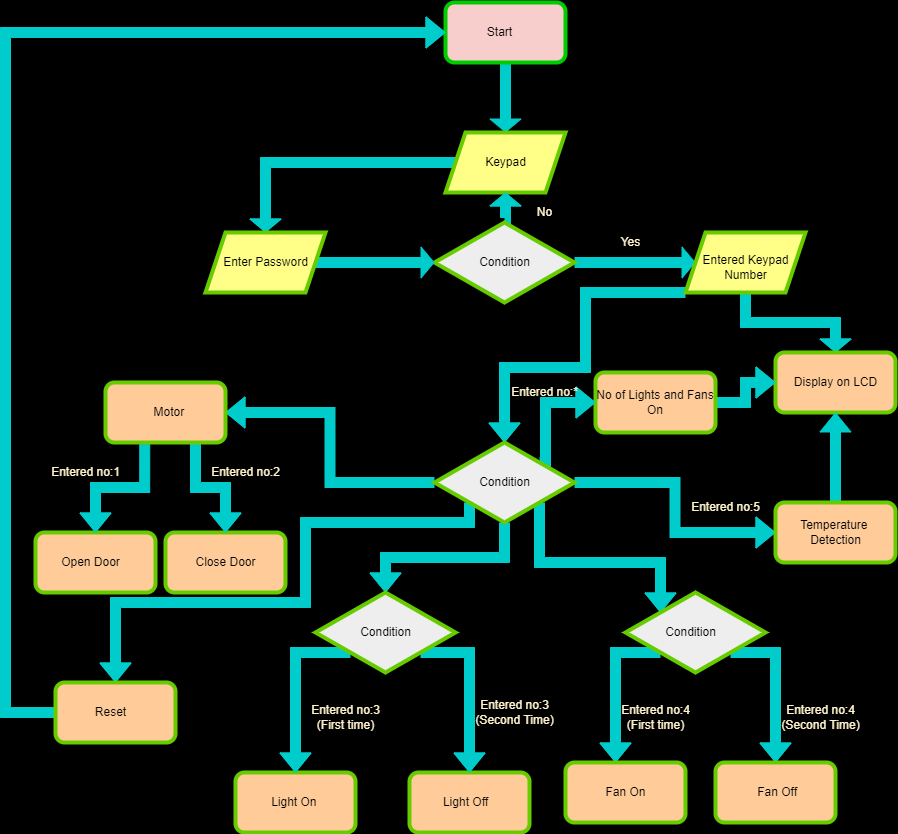 Start
Keypad
No
Enter Password
Condition
Yes
Entered Keypad
Number
Display on LCD
Entered no:*
No of Lights and Fans
On
Motor
Entered no:1
Entered no:2
Condition
Entered no:5
Temperature
Detection
Open Door
Close Door
Condition
Condition
Reset
Entered no:3
(First time)
Entered no:3
(Second Time)
Entered no:4
(First time)
Entered no:4
(Second Time)
Light On
Light Off
Fan On
Fan Off